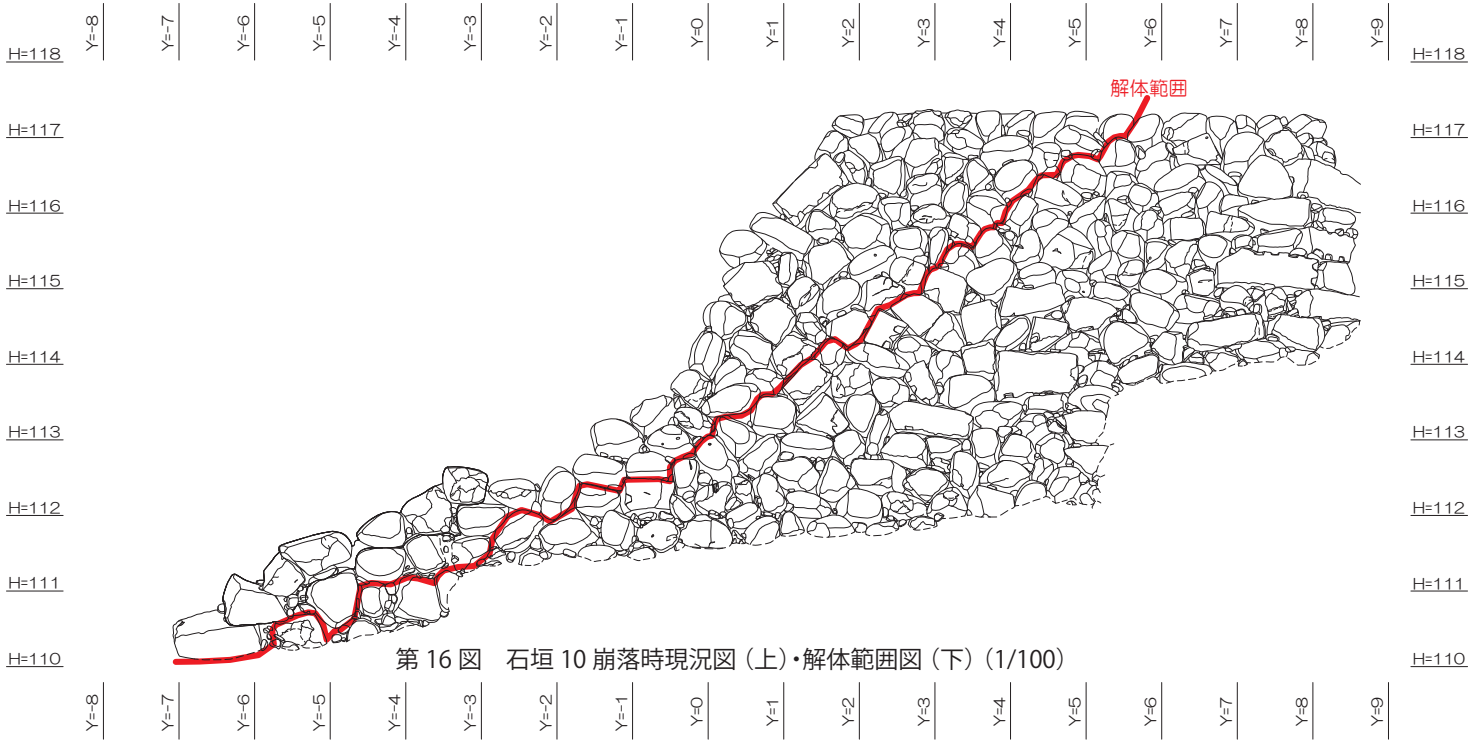 Y=-8 Y=-7 Y=-6 Y=-5 Y=-4 Y=-3 Y=-2 Y=-1 Y=0 Y=1 Y=2 Y=3 Y=4 Y=5 Y=6 Y=7 Y=8 Y=9
H=118 H=118
解体範囲
H=117 H=117
H=116 H=116
H=115 H=115
H=114 H=114
H=113 H=113
H=112 H=112
H=111 H=111
H=110 H=110
第 16 図　石垣 10 崩落時現況図（上）・解体範囲図（下）（1/100）
Y=-8 Y=-7 Y=-6 Y=-5 Y=-4 Y=-3 Y=-2 Y=-1 Y=0 Y=1 Y=2 Y=3 Y=4 Y=5 Y=6 Y=7 Y=8 Y=9